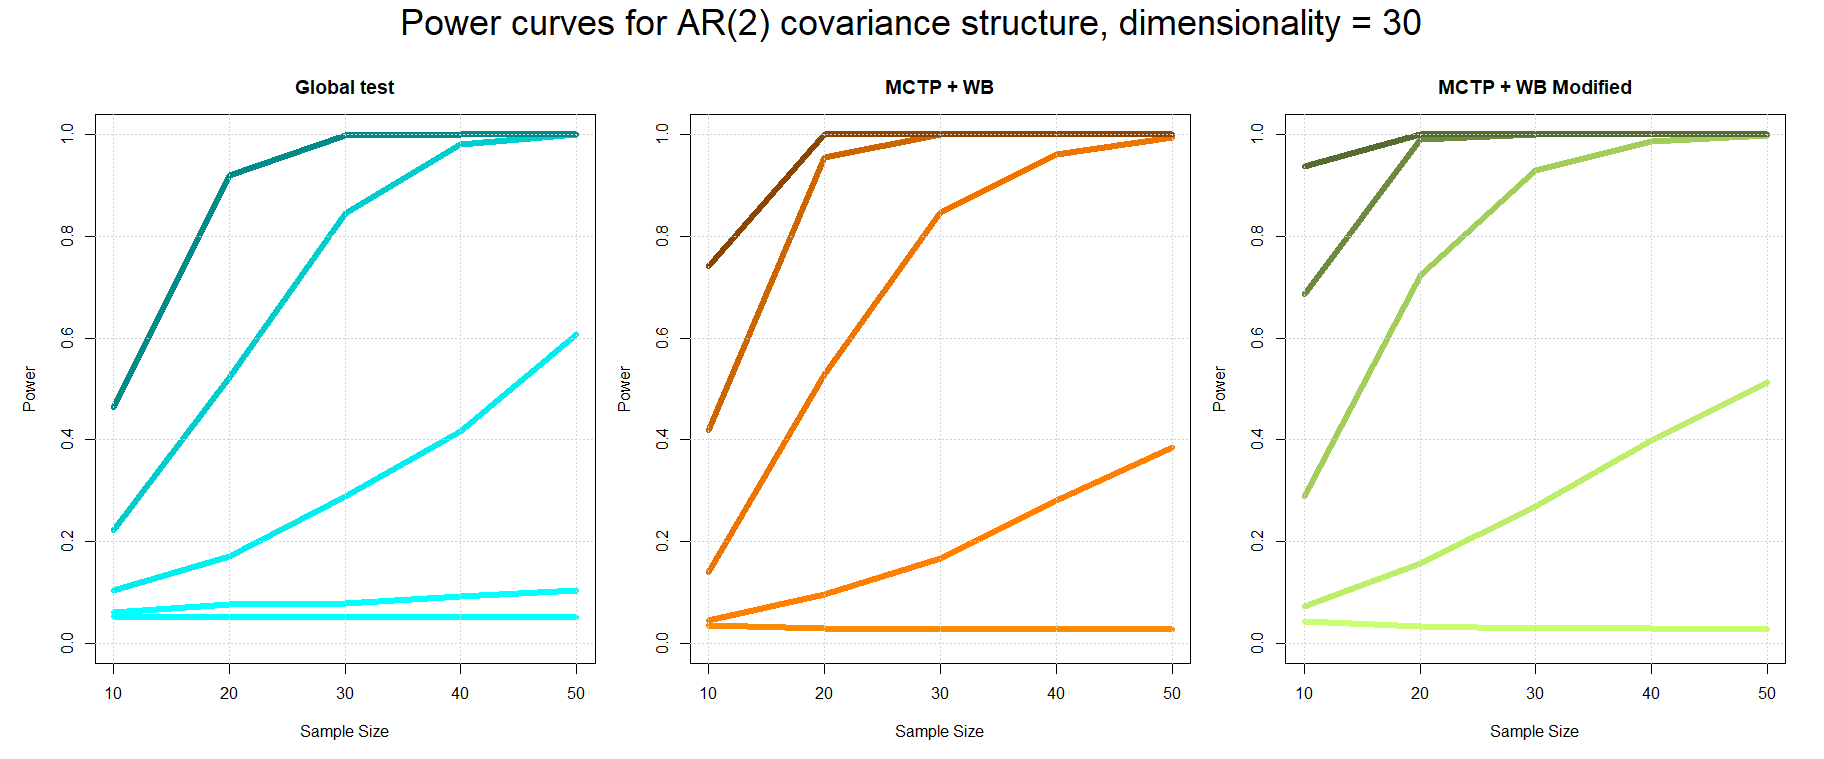 Power curves for AR(2) covariance structure, dimensionality = 30
Global test
Power
0.0 0.2 0.4 0.6 0.8 1.0
10 20 30 40 50
Sample Size
MCTP + WB
Power
0.0 0.2 0.4 0.6 0.8 1.0
10 20 30 40 50
Sample Size
MCTP + WB Modified
Power
0.0 0.2 0.4 0.6 0.8 1.0
10 20 30 40 50
Sample Size